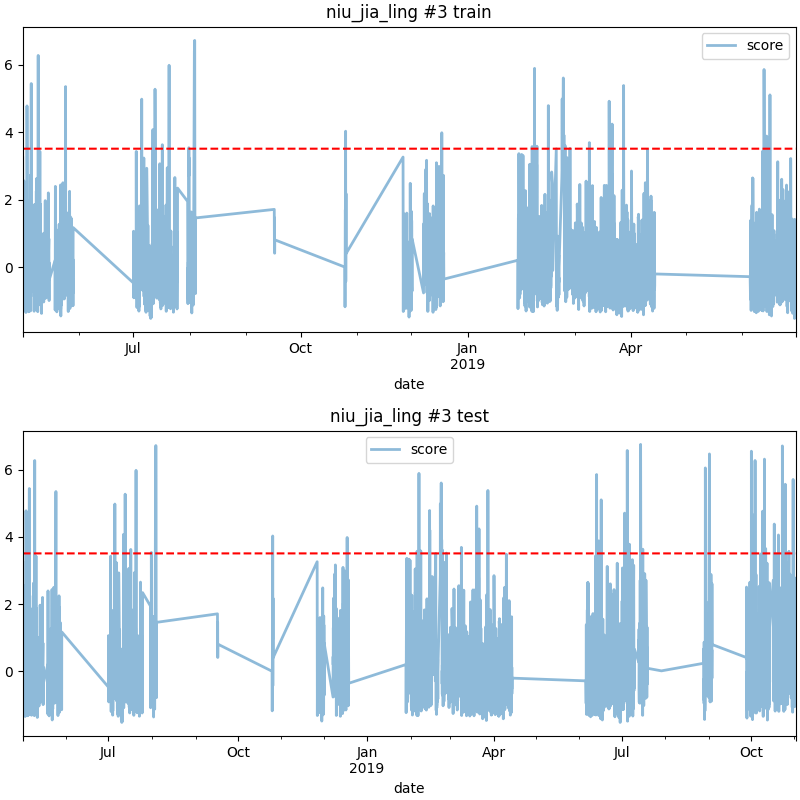 niu_jia_ling #3 train
score
6
4
2
0
Jul
Oct
Jan
2019
Apr
date
niu_jia_ling #3 test
score
6
4
2
0
Jul
Oct
Jan
2019
Apr
Jul
Oct
date